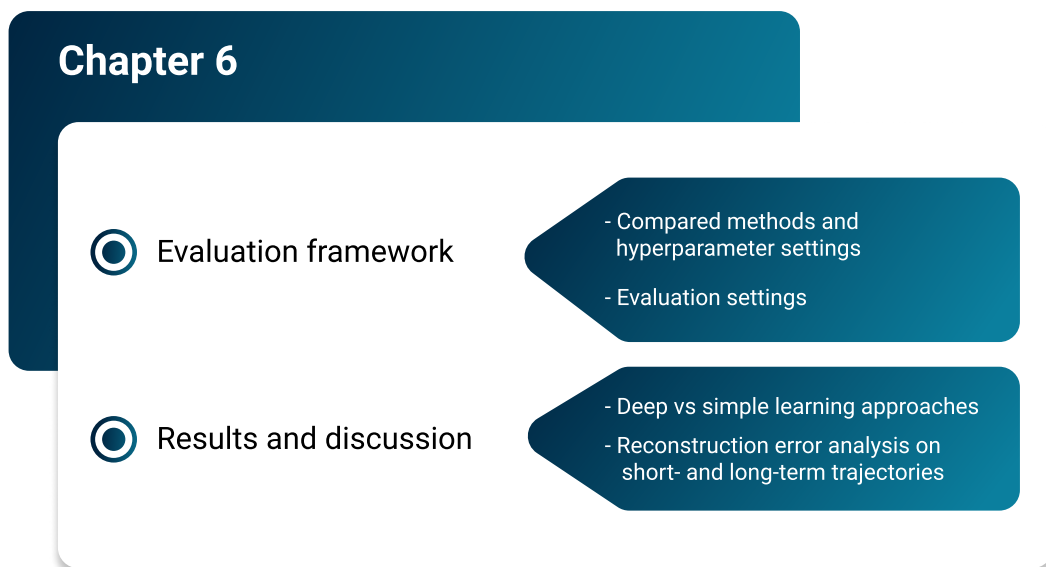 Chapter 6
Evaluation framework
- Compared methods and
hyperparameter settings
- Evaluation settings
Results and discussion
- Deep vs simple learning approaches
- Reconstruction error analysis on
short- and long-term trajectories